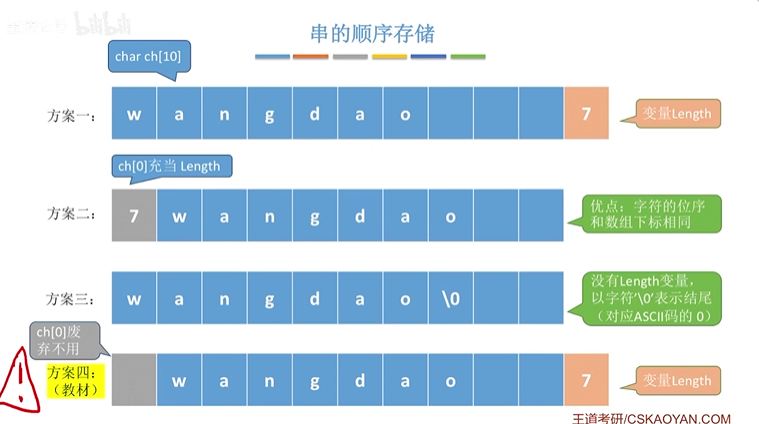 串的顺序存储
char ch[10]
方案一：
w a n g d a o 7
变量Length
ch[0]充当 Length
方案二：
7 w a n g d a o
优点：字符的位序
和数组下标相同
方案三：
w a n g d a o \0
没有Length变量，
以字符'\0'表示结尾
（对应ASCII码的 0）
ch[0]废
弃不用
方案四：
（教材）
w a n g d a o 7
变量Length
王道考研/CSKAOYAN.COM